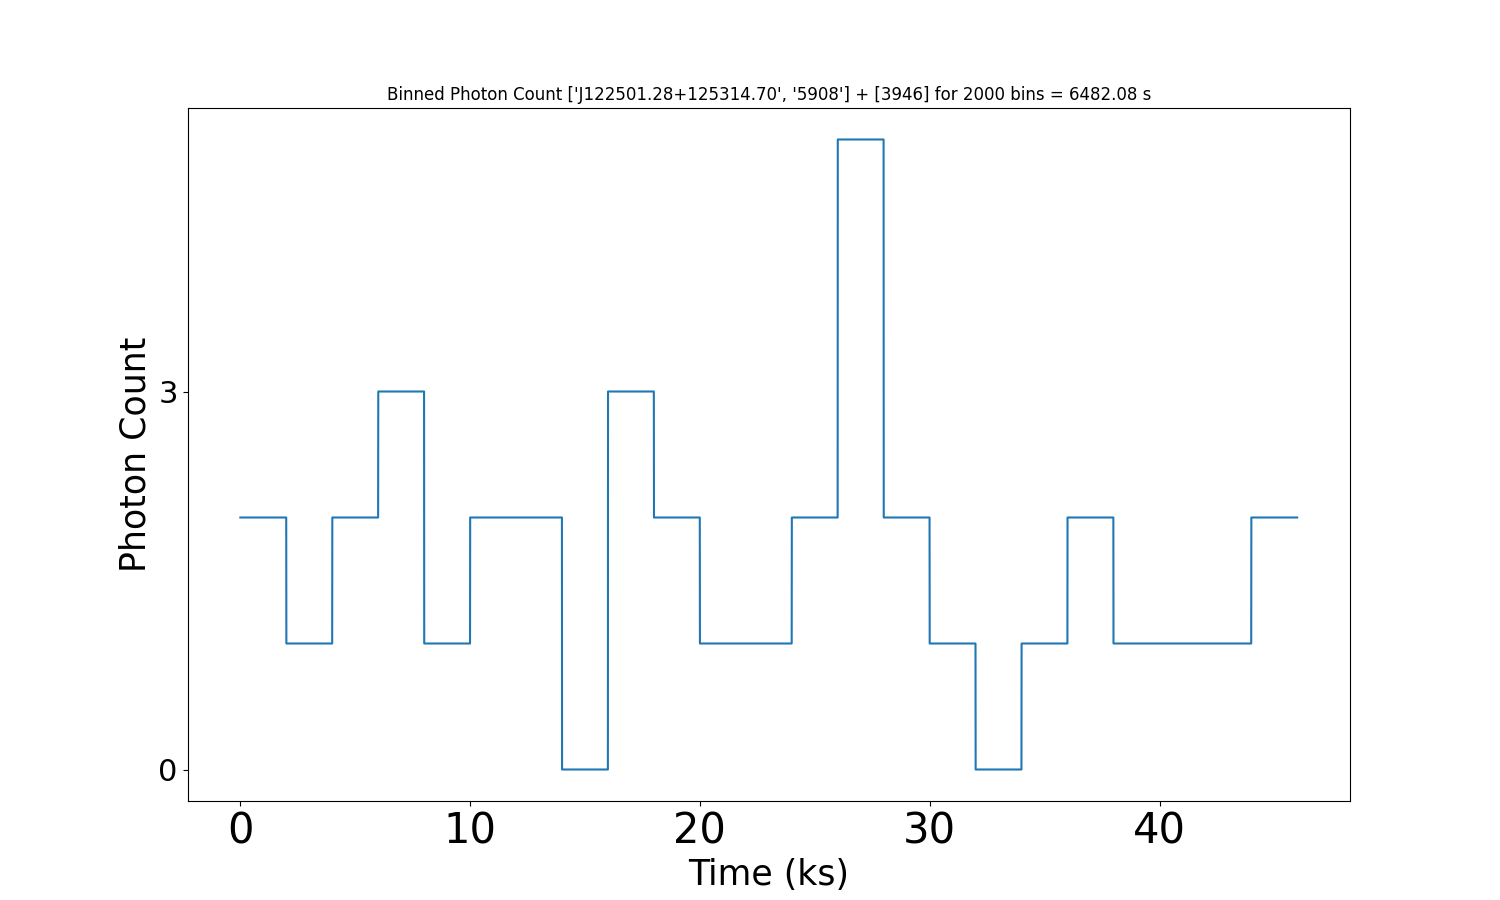 Binned Photon Count ['J122501.28+125314.70', '5908'] + [3946] for 2000 bins = 6482.08 s
Photon Count
3
0
0 10 20 30 40
Time (ks)